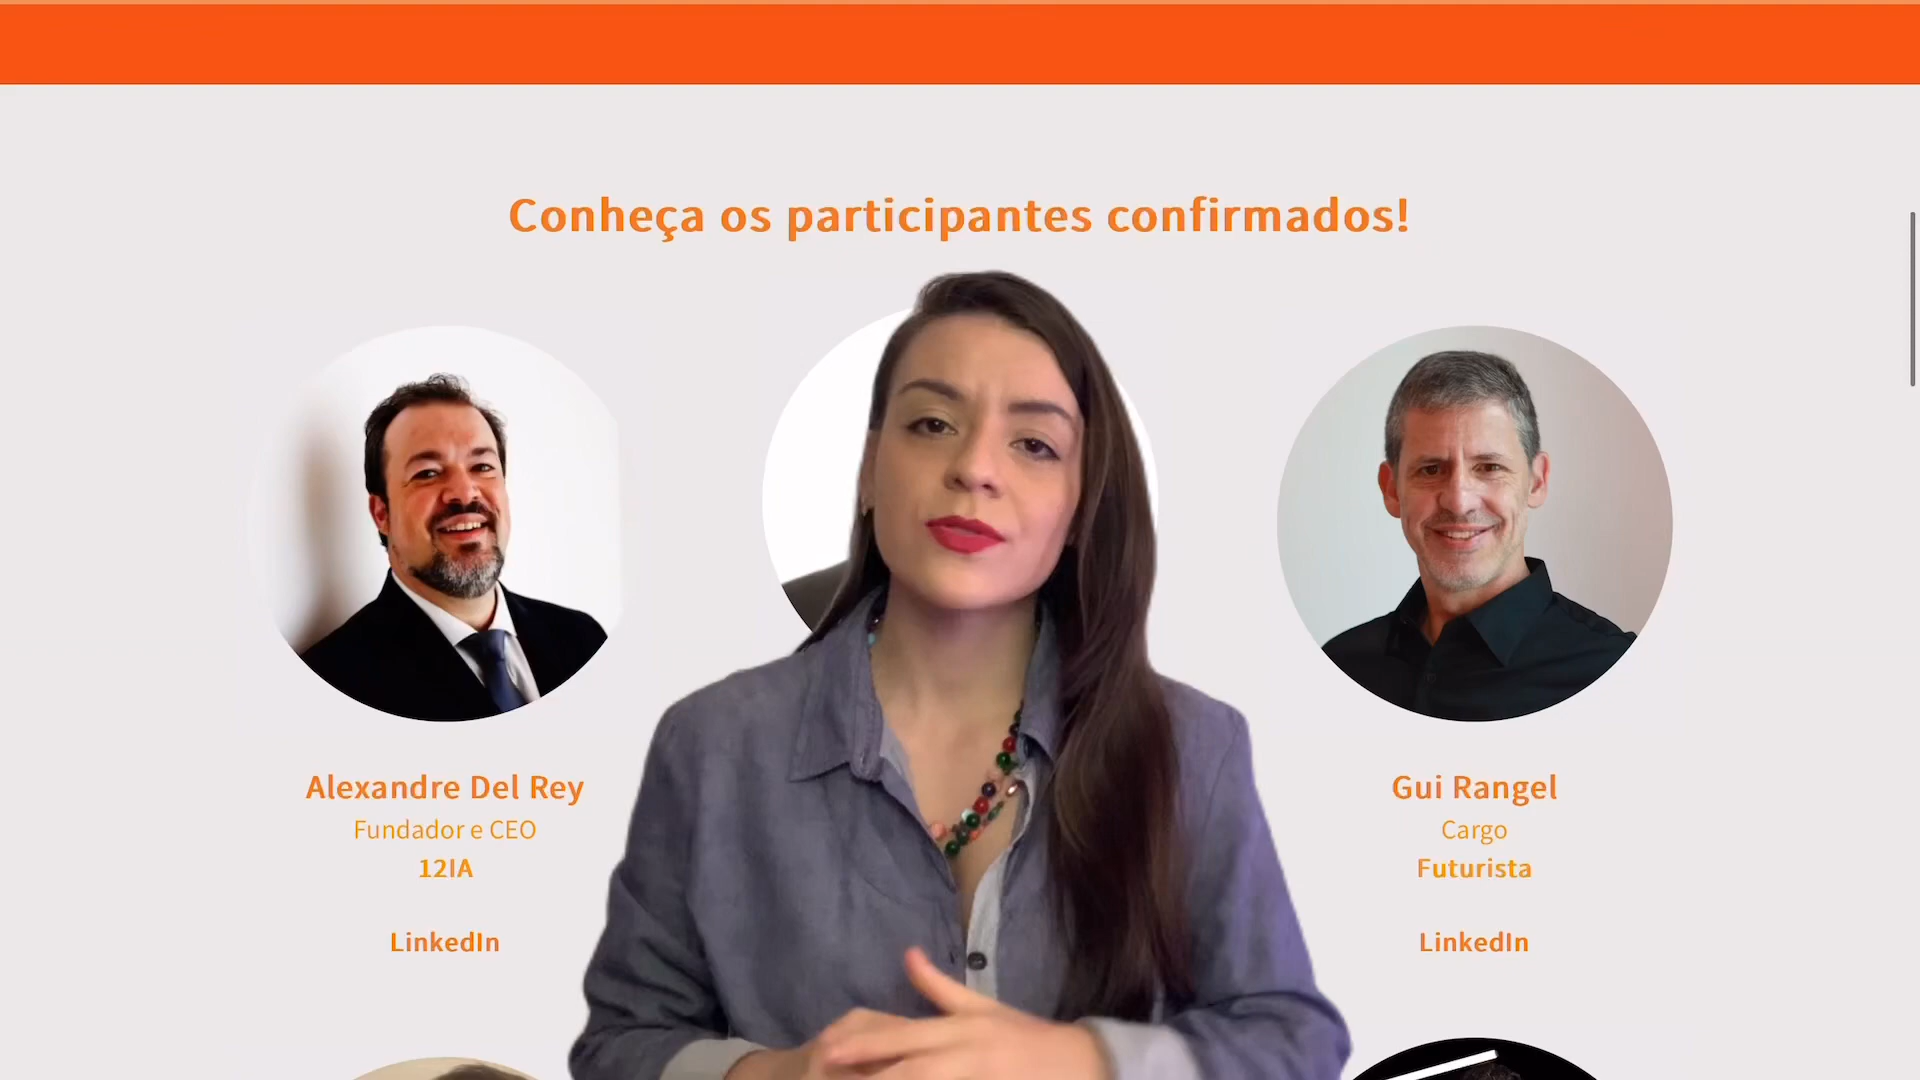 Conheça os participantes confirmados!
Alexandre Del Rey
Fundador e CEO
12IA
LinkedIn
Gui Rangel
Cargo
Futurista
LinkedIn